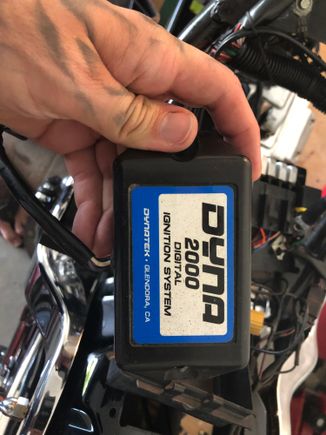 DYNA
2000
DIGITAL
IGNITION SYSTEM
DYNATEK · GLENDORA, CA